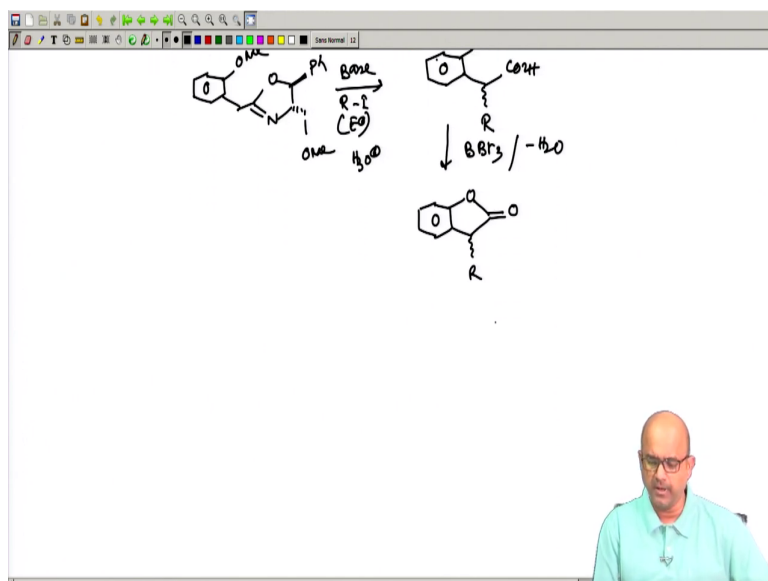 OMe
O
Ph
N
OMe
Base
R-I
(E⊕)
H₃O⊕
CO2H
R
BBr3 / -H2O
O
O
R
T
Sans Normal 12